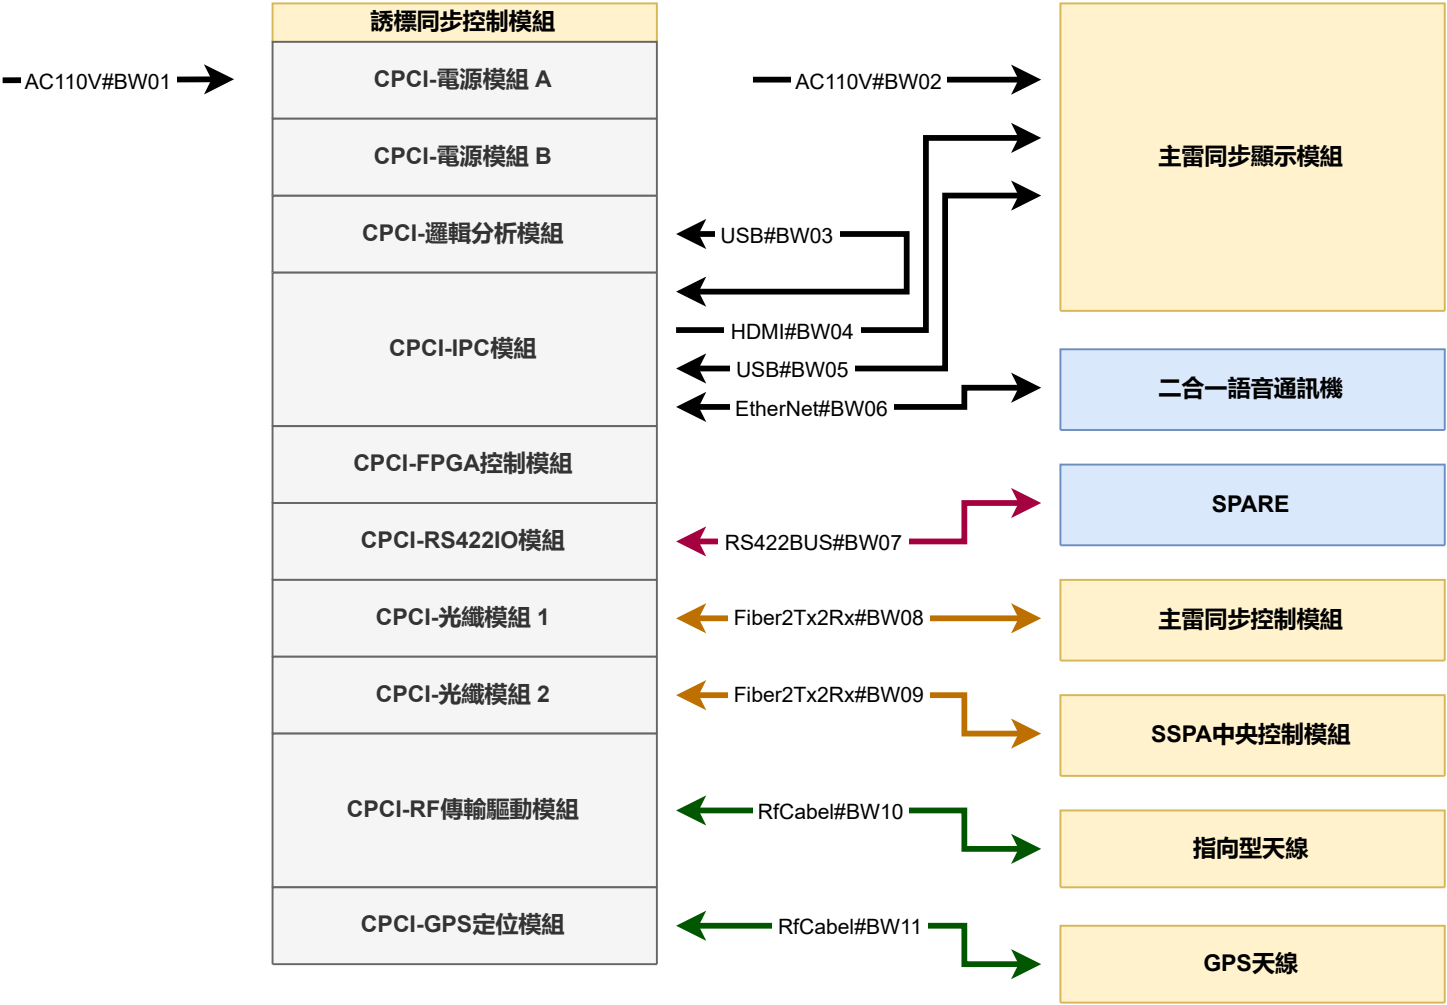 誘標同步控制模組
CPCI-電源模組 A
CPCI-電源模組 B
CPCI-邏輯分析模組
CPCI-IPC模組
CPCI-FPGA控制模組
CPCI-RS422IO模組
CPCI-光纖模組 1
CPCI-光纖模組 2
CPCI-RF傳輸驅動模組
CPCI-GPS定位模組
AC110V#BW01
AC110V#BW02
USB#BW03
HDMI#BW04
USB#BW05
EtherNet#BW06
RS422BUS#BW07
Fiber2Tx2Rx#BW08
Fiber2Tx2Rx#BW09
RfCabel#BW10
RfCabel#BW11
主雷同步顯示模組
二合一語音通訊機
SPARE
主雷同步控制模組
SSPA中央控制模組
指向型天線
GPS天線